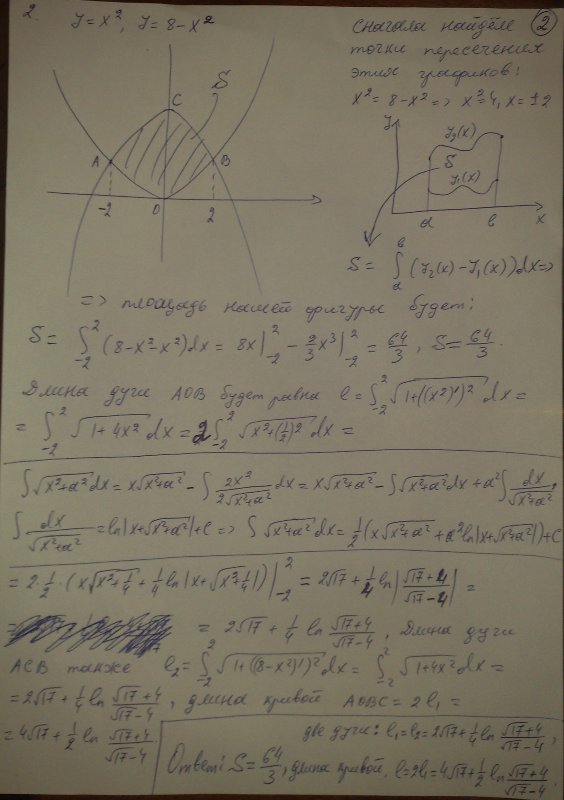 2. y = x², y = 8 - x²
Сначала найдём
②
точки пересечения
этих графиков:
x² = 8 - x² => x² = 4, x = ±2
C
S
A
B
-2
0
2
y
y₂(x)
S
y₁(x)
a
b
x
S = ∫ₐᵇ (y₂(x) - y₁(x))dx =>
=> площадь нашей фигуры будет:
S = ∫₋₂² (8 - x² - x²)dx = 8x|₋₂² - 2/3 x³|₋₂² = 64/3, S = 64/3.
Длина дуги AOB будет равна l = ∫₋₂² √(1 + ((x²)')²) dx =
= ∫₋₂² √(1 + 4x²) dx = 2 ∫₋₂² √(x² + (1/2)²) dx =
∫√(x²+a²) dx = x√(x²+a²) - ∫ 2x²/(2√(x²+a²)) dx = x√(x²+a²) - ∫√(x²+a²) dx + a² ∫ dx/√(x²+a²),
∫ dx/√(x²+a²) = ln|x+√(x²+a²)| + C => ∫ √(x²+a²) dx = 1/2 (x√(x²+a²) + a² ln|x+√(x²+a²)|) + C
= 2·1/2·(x√(x²+1/4) + 1/4 ln|x+√(x²+1/4)|)|₋₂² = 2√17 + 1/4 ln|(√17+4)/(√17-4)| =
= 2√17 + 1/4 ln (√17+4)/(√17-4), Длина дуги
ACB также l₂ = ∫₋₂² √(1+((8-x²)')²) dx = ∫₋₂² √(1+4x²) dx =
= 2√17 + 1/4 ln (√17+4)/(√17-4), длина кривой AOBC = 2l₁ =
= 4√17 + 1/2 ln (√17+4)/(√17-4).
две дуги: l₁ = l₂ = 2√17 + 1/4 ln (√17+4)/(√17-4),
Ответ: S = 64/3, длина кривой, l = 2l₁ = 4√17 + 1/2 ln (√17+4)/(√17-4).